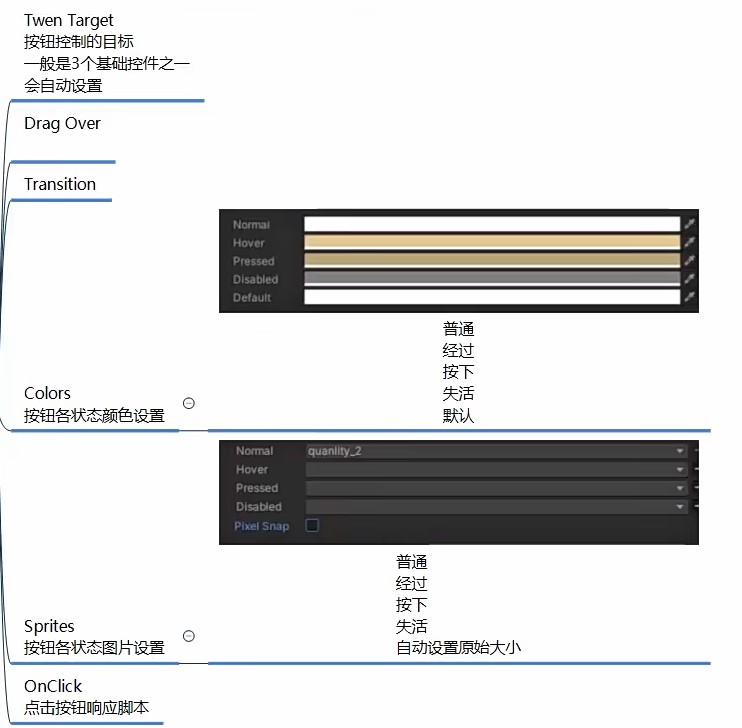 Twen Target
按钮控制的目标
一般是3个基础控件之一
会自动设置
Drag Over
Transition
Normal
Hover
Pressed
Disabled
Default
普通
经过
按下
失活
默认
Colors
按钮各状态颜色设置
Normal quanlity_2
Hover
Pressed
Disabled
Pixel Snap
普通
经过
按下
失活
自动设置原始大小
Sprites
按钮各状态图片设置
OnClick
点击按钮响应脚本